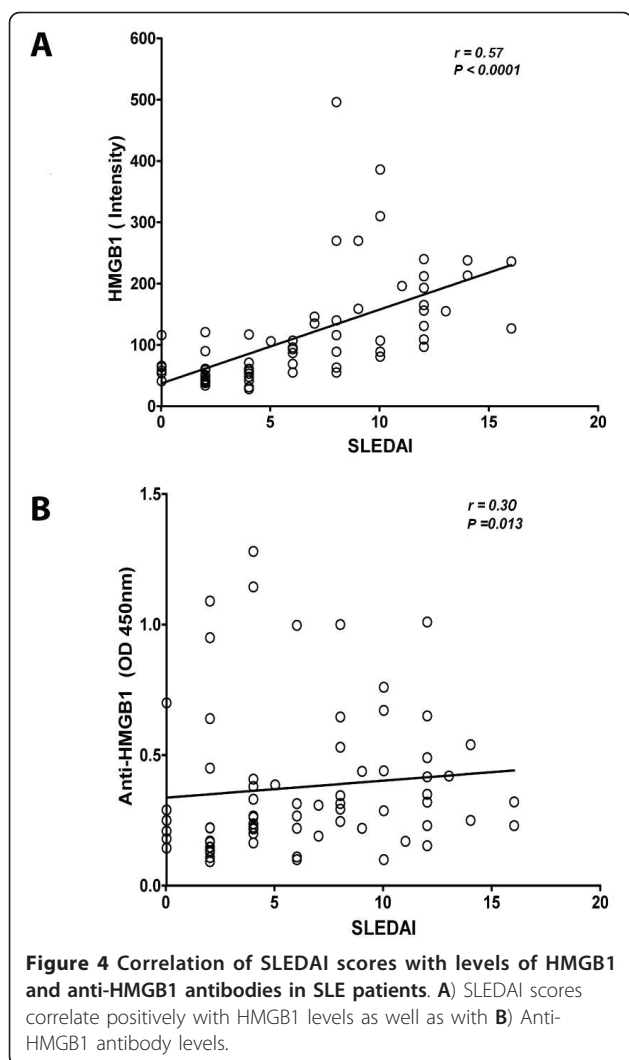 A
r = 0.57
P < 0.0001
HMGB1 ( Intensity)
600
500
400
300
200
100
0
0 5 10 15 20
SLEDAI
B
r = 0.30
P =0.013
Anti-HMGB1 (OD 450nm)
1.5
1.0
0.5
0.0
0 5 10 15 20
SLEDAI
Figure 4 Correlation of SLEDAI scores with levels of HMGB1
and anti-HMGB1 antibodies in SLE patients. A) SLEDAI scores
correlate positively with HMGB1 levels as well as with B) Anti-
HMGB1 antibody levels.